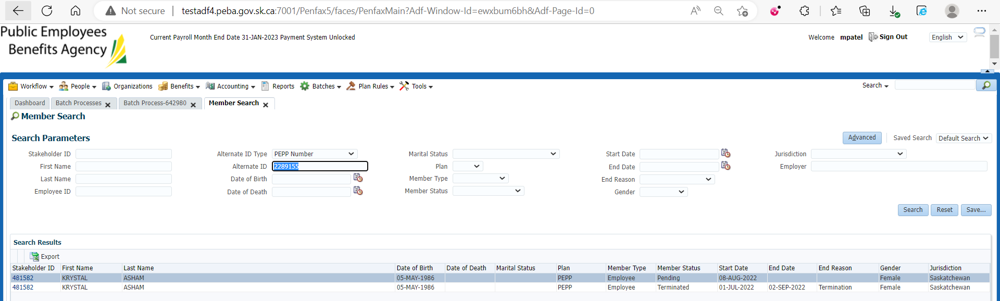 Not secure | testadf4.peba.gov.sk.ca:7001/Penfax5/faces/PenfaxMain?Adf-Window-Id=ewxbum6bh&Adf-Page-Id=0
Public Employees
Benefits Agency
Current Payroll Month End Date 31-JAN-2023 Payment System Unlocked
Welcome mpatel Sign Out English
Workflow People Organizations Benefits Accounting Reports Batches Plan Rules Tools Search
Dashboard Batch Processes Batch Process-642980 Member Search
Member Search
Search Parameters Advanced Saved Search Default Search
Stakeholder ID Alternate ID Type PEPP Number Marital Status Start Date Jurisdiction
First Name Alternate ID 2289155 Plan End Date Employer
Last Name Date of Birth Member Type End Reason
Employee ID Date of Death Member Status Gender
Search Reset Save...
Search Results
Export
Stakeholder ID First Name Last Name Date of Birth Date of Death Marital Status Plan Member Type Member Status Start Date End Date End Reason Gender Jurisdiction
481582 KRYSTAL ASHAM 05-MAY-1986 PEPP Employee Pending 08-AUG-2022 Female Saskatchewan
481582 KRYSTAL ASHAM 05-MAY-1986 PEPP Employee Terminated 01-JUL-2022 02-SEP-2022 Termination Female Saskatchewan